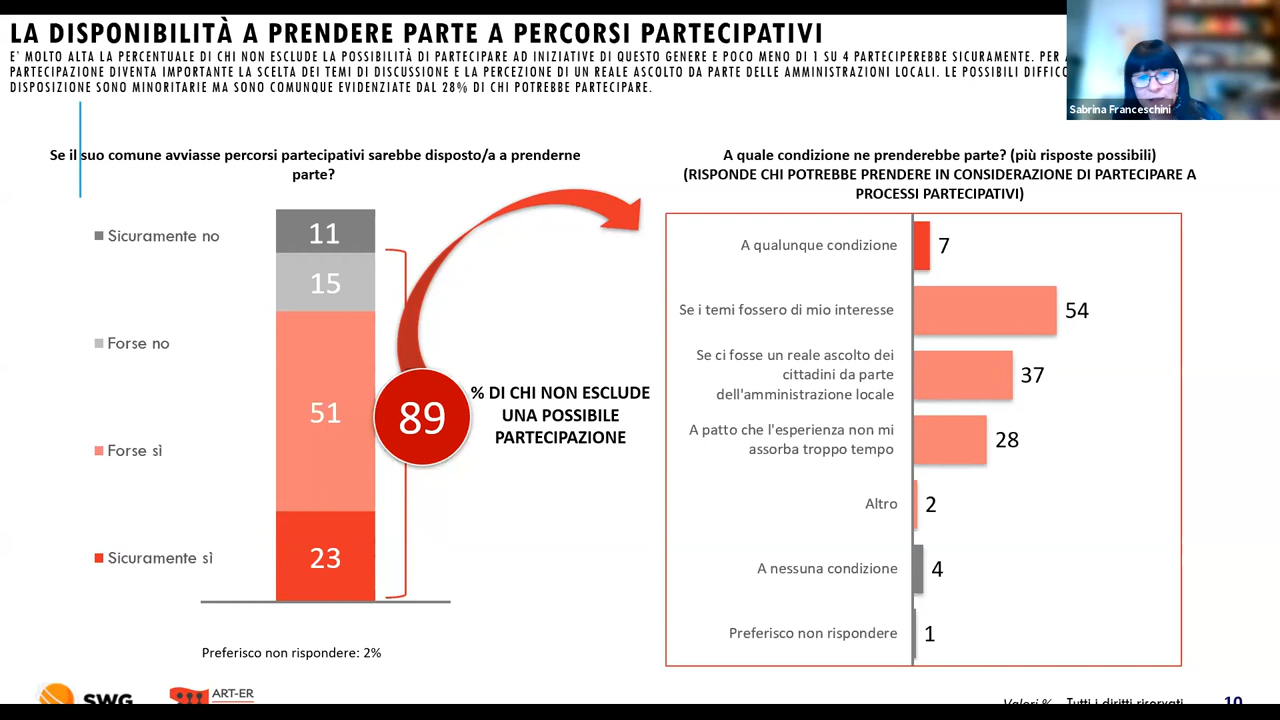 LA DISPONIBILITÀ A PRENDERE PARTE A PERCORSI PARTECIPATIVI
E' MOLTO ALTA LA PERCENTUALE DI CHI NON ESCLUDE LA POSSIBILITÀ DI PARTECIPARE AD INIZIATIVE DI QUESTO GENERE E POCO MENO DI 1 SU 4 PARTECIPEREBBE SICURAMENTE. PER
PARTECIPAZIONE DIVENTA IMPORTANTE LA SCELTA DEI TEMI DI DISCUSSIONE E LA PERCEZIONE DI UN REALE ASCOLTO DA PARTE DELLE AMMINISTRAZIONI LOCALI. LE POSSIBILI
DISPOSIZIONE SONO MINORITARIE MA SONO COMUNQUE EVIDENZIATE DAL 28% DI CHI POTREBBE PARTECIPARE.
Sabrina Franceschini
Se il suo comune avviasse percorsi partecipativi sarebbe disposto/a a prenderne
parte?
Sicuramente no
11
15
Forse no
51
Forse sì
Sicuramente sì
23
89
% DI CHI NON ESCLUDE
UNA POSSIBILE
PARTECIPAZIONE
Preferisco non rispondere: 2%
A quale condizione ne prenderebbe parte? (più risposte possibili)
(RISPONDE CHI POTREBBE PRENDERE IN CONSIDERAZIONE DI PARTECIPARE A
PROCESSI PARTECIPATIVI)
A qualunque condizione
7
Se i temi fossero di mio interesse
54
Se ci fosse un reale ascolto dei
cittadini da parte
dell'amministrazione locale
37
A patto che l'esperienza non mi
assorba troppo tempo
28
Altro
2
A nessuna condizione
4
Preferisco non rispondere
1
SWG
ART-ER
Valori % Tutti i diritti riservati
10